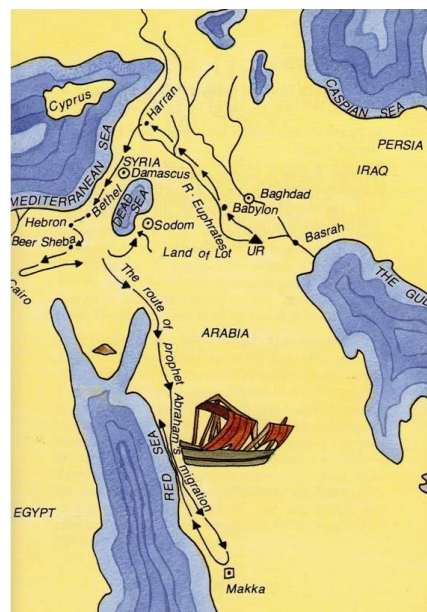 Cyprus
Harran
CASPIAN SEA
MEDITERRANEAN SEA
SYRIA
Damascus
PERSIA
IRAQ
Bethel
DEAD SEA
R. Euphrates
Baghdad
Babylon
Hebron
Sodom
Beer Sheba
Land of Lot
UR
Basrah
Cairo
THE GUL
The route of prophet Abraham's migration
ARABIA
RED SEA
EGYPT
Makka